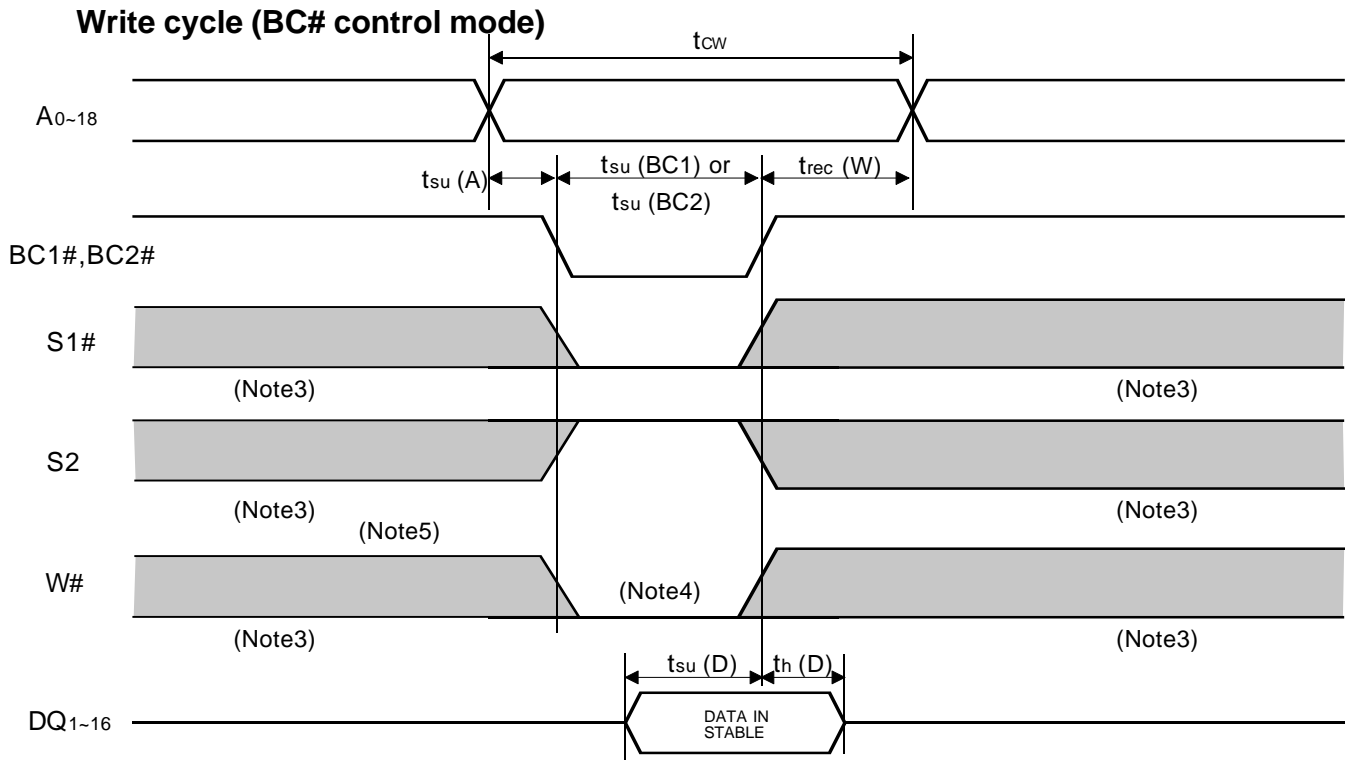 Write cycle (BC# control mode)
tCW
A0~18
tsu (A)
tsu (BC1) or
tsu (BC2)
trec (W)
BC1#,BC2#
S1#
(Note3)
(Note3)
S2
(Note3)
(Note3)
(Note5)
W#
(Note4)
(Note3)
(Note3)
tsu (D)
th (D)
DQ1~16
DATA IN
STABLE